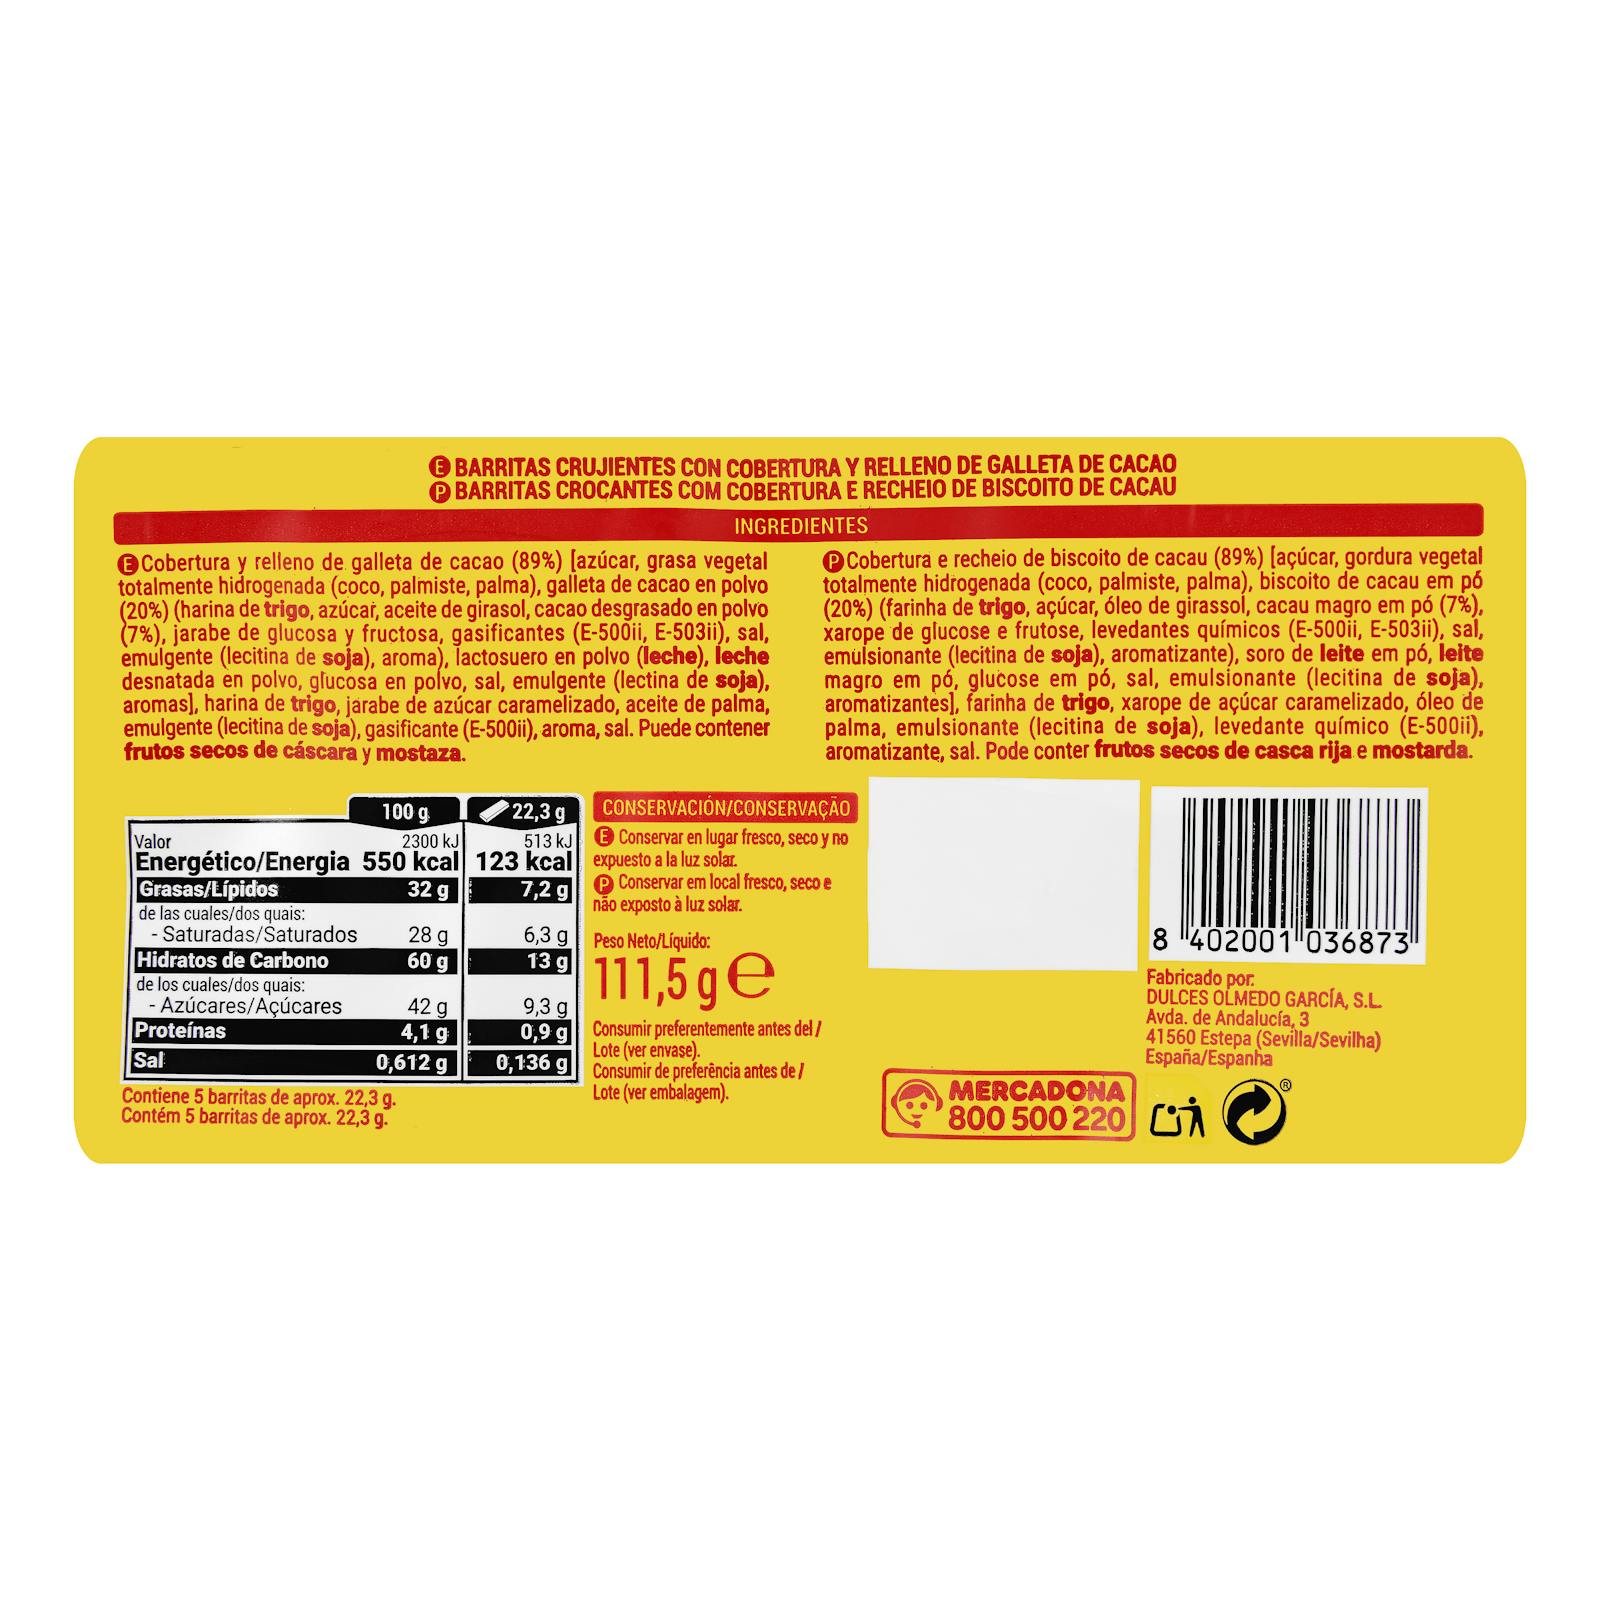 E BARRITAS CRUJIENTES CON COBERTURA Y RELLENO DE GALLETA DE CACAO
P BARRITAS CROCANTES COM COBERTURA E RECHEIO DE BISCOITO DE CACAU
INGREDIENTES
E Cobertura y relleno de galleta de cacao (89%) [azúcar, grasa vegetal
totalmente hidrogenada (coco, palmiste, palma), galleta de cacao en polvo
(20%) (harina de trigo, azúcar, aceite de girasol, cacao desgrasado en polvo
(7%), jarabe de glucosa y fructosa, gasificantes (E-500ii, E-503ii), sal,
emulgente (lecitina de soja), aroma), lactosuero en polvo (leche), leche
desnatada en polvo, glucosa en polvo, sal, emulgente (lectina de soja),
aromas], harina de trigo, jarabe de azúcar caramelizado, aceite de palma,
emulgente (lecitina de soja), gasificante (E-500ii), aroma, sal. Puede contener
frutos secos de cáscara y mostaza.
P Cobertura e recheio de biscoito de cacau (89%) [açúcar, gordura vegetal
totalmente hidrogenada (coco, palmiste, palma), biscoito de cacau em pó
(20%) (farinha de trigo, açúcar, óleo de girassol, cacau magro em pó (7%),
xarope de glucose e frutose, levedantes químicos (E-500ii, E-503ii), sal,
emulsionante (lecitina de soja), aromatizante), soro de leite em pó, leite
magro em pó, glucose em pó, sal, emulsionante (lecitina de soja),
aromatizantes], farinha de trigo, xarope de açúcar caramelizado, óleo de
palma, emulsionante (lecitina de soja), levedante químico (E-500ii),
aromatizante, sal. Pode conter frutos secos de casca rija e mostarda.
100 g 22,3 g
Valor 2300 kJ 513 kJ
Energético/Energia 550 kcal 123 kcal
Grasas/Lípidos 32 g 7,2 g
de las cuales/dos quais:
- Saturadas/Saturados 28 g 6,3 g
Hidratos de Carbono 60 g 13 g
de los cuales/dos quais:
- Azúcares/Açúcares 42 g 9,3 g
Proteínas 4,1 g 0,9 g
Sal 0,612 g 0,136 g
Contiene 5 barritas de aprox. 22,3 g.
Contém 5 barritas de aprox. 22,3 g.
CONSERVACIÓN/CONSERVAÇÃO
E Conservar en lugar fresco, seco y no
expuesto a la luz solar.
P Conservar em local fresco, seco e
não exposto à luz solar.
Peso Neto/Líquido:
111,5 g e
Consumir preferentemente antes del /
Lote (ver envase).
Consumir de preferência antes de /
Lote (ver embalagem).
8 402001 036873
Fabricado por:
DULCES OLMEDO GARCÍA, S.L.
Avda. de Andalucía, 3
41560 Estepa (Sevilla/Sevilha)
España/Espanha
MERCADONA
800 500 220
®